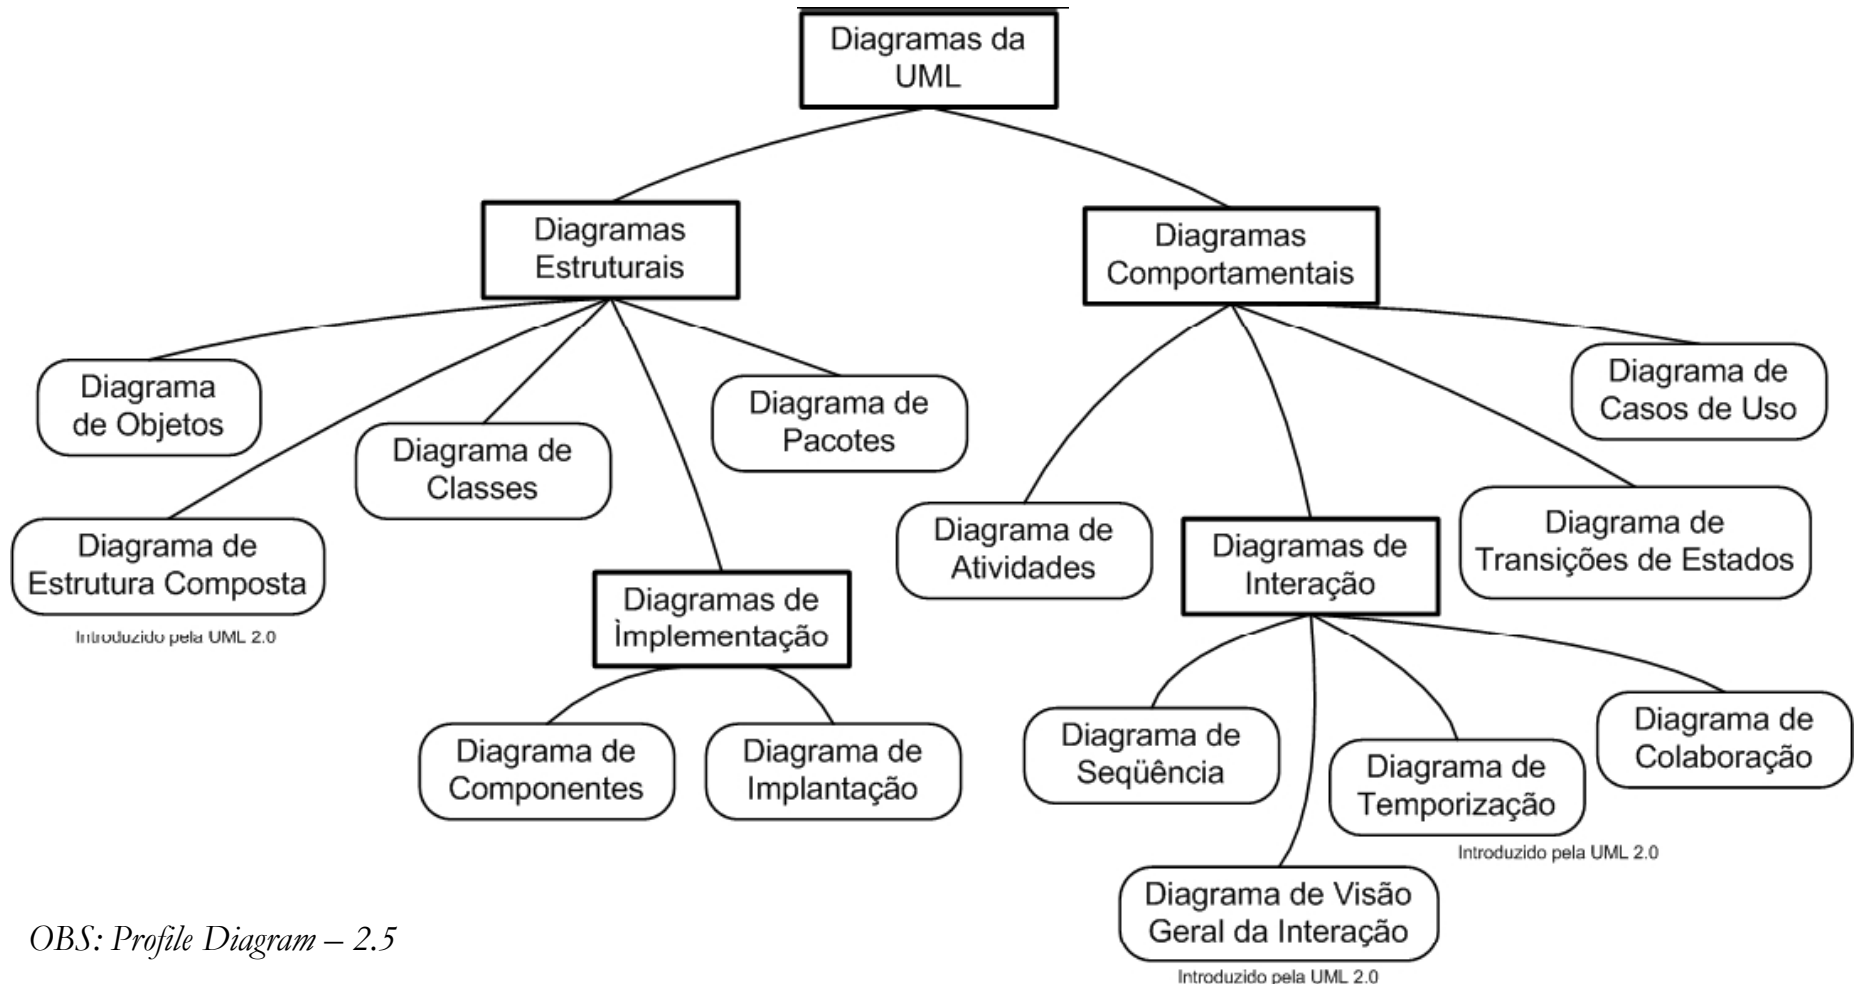 Diagramas da
UML
Diagramas
Estruturais
Diagramas
Comportamentais
Diagrama
de Objetos
Diagrama de
Estrutura Composta
Introduzido pela UML 2.0
Diagrama de
Classes
Diagrama de
Pacotes
Diagramas de
Implementação
Diagrama de
Componentes
Diagrama de
Implantação
Diagrama de
Atividades
Diagramas de
Interação
Diagrama de
Transições de Estados
Diagrama de
Casos de Uso
Diagrama de
Seqüência
Diagrama de
Temporização
Introduzido pela UML 2.0
Diagrama de
Colaboração
Diagrama de Visão
Geral da Interação
Introduzido pela UML 2.0
OBS: Profile Diagram – 2.5